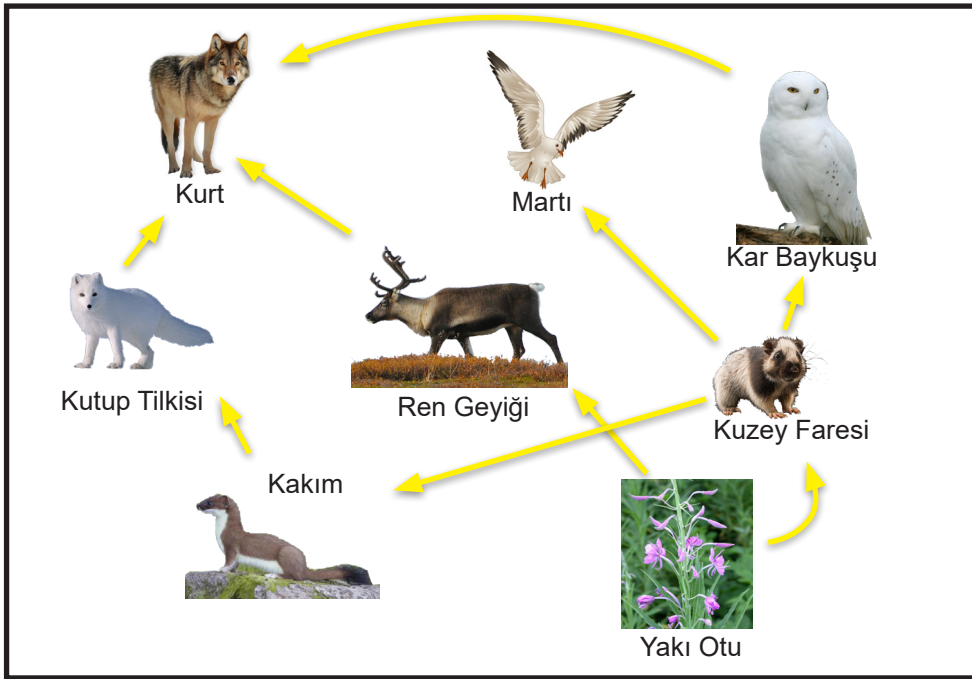 Kurt
Martı
Kar Baykuşu
Kutup Tilkisi
Ren Geyiği
Kuzey Faresi
Kakım
Yakı Otu